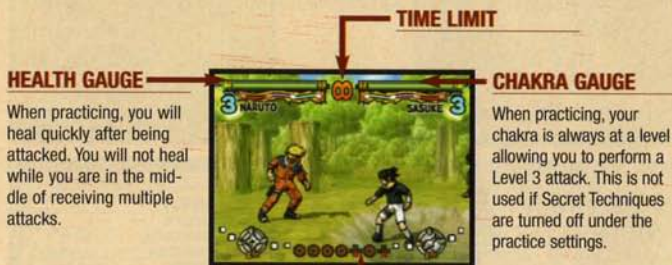 TIME LIMIT
HEALTH GAUGE
When practicing, you will
heal quickly after being
attacked. You will not heal
while you are in the mid-
dle of receiving multiple
attacks.
3 NARUTO
SASUKE 3
CHAKRA GAUGE
When practicing, your
chakra is always at a level
allowing you to perform a
Level 3 attack. This is not
used if Secret Techniques
are turned off under the
practice settings.